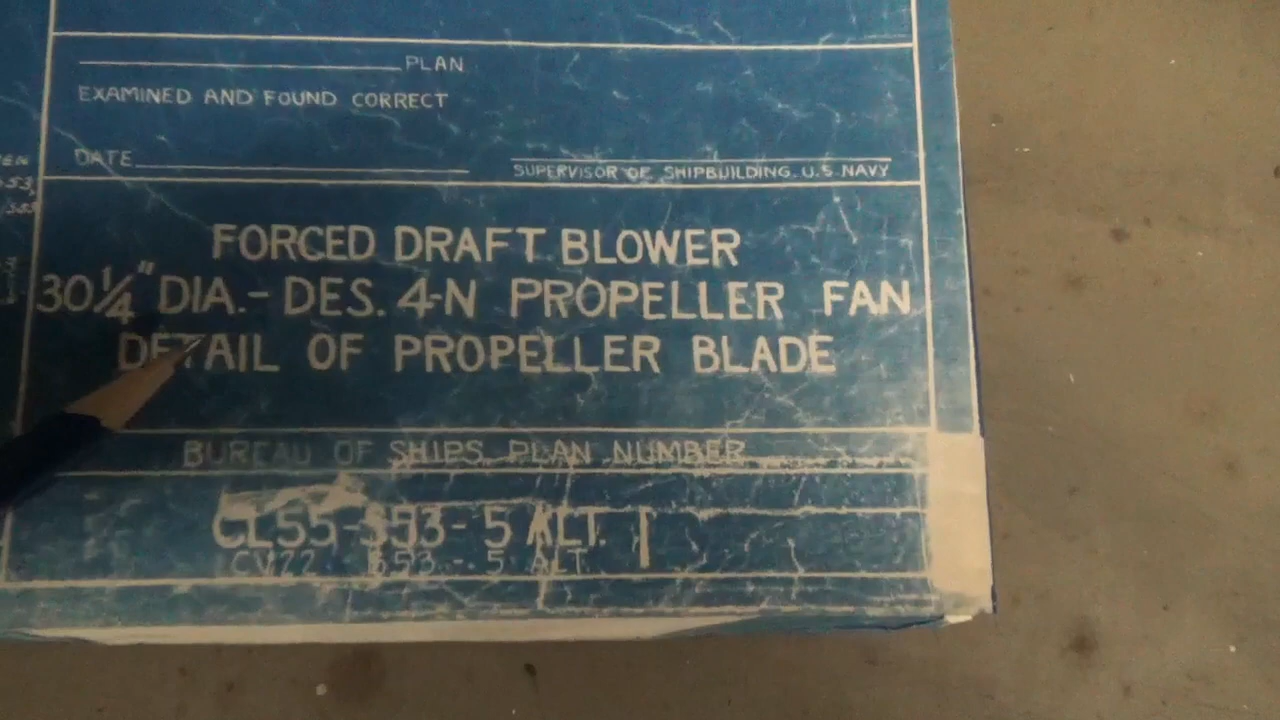 PLAN
EXAMINED AND FOUND CORRECT
DATE
SUPERVISOR OF SHIPBUILDING. U.S. NAVY
FORCED DRAFT BLOWER
30 1/4" DIA.- DES. 4-N PROPELLER FAN
DETAIL OF PROPELLER BLADE
BUREAU OF SHIPS PLAN NUMBER
CL55-S53-5 ALT. 1
CV22 S53-5 ALT.